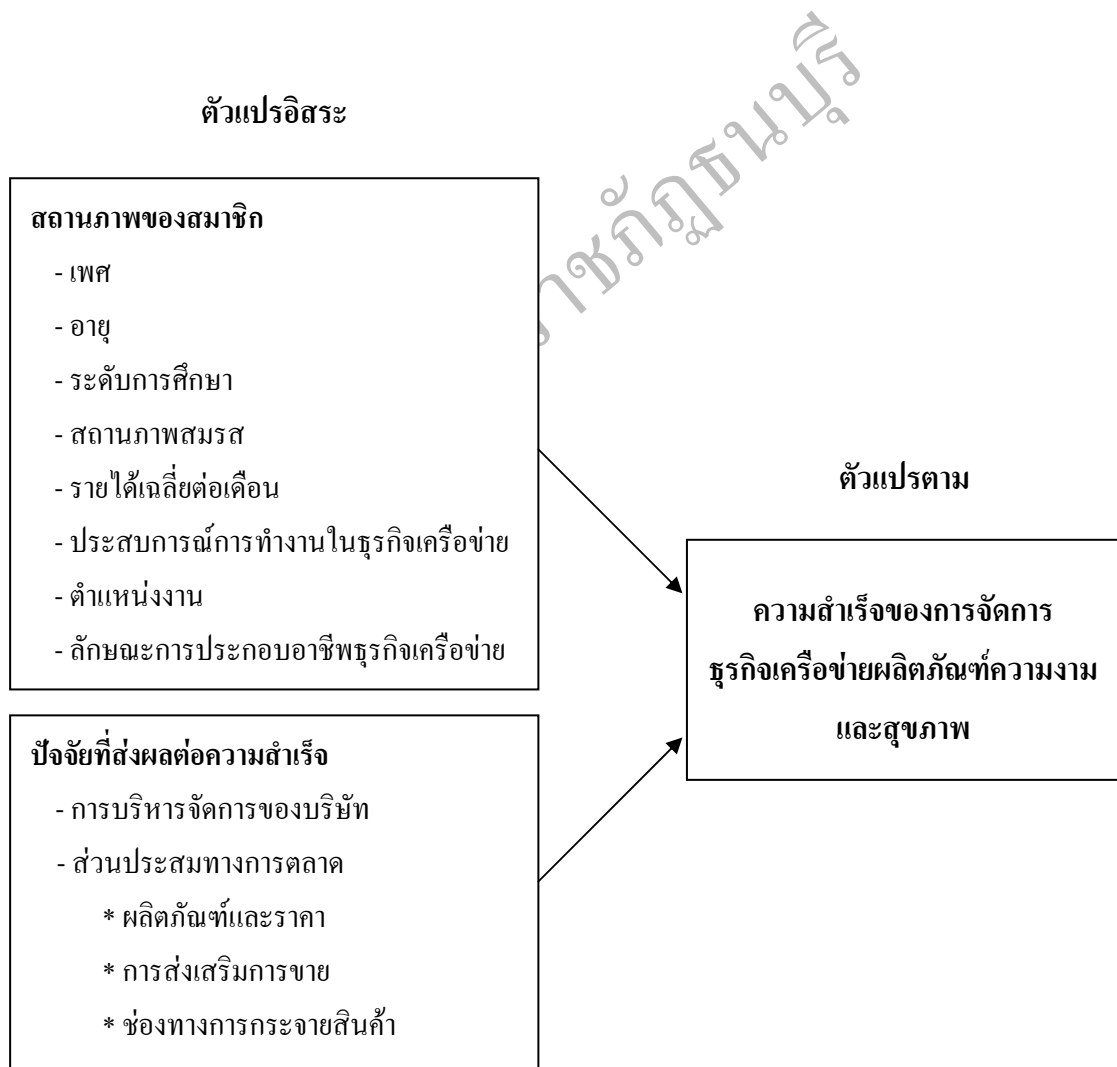 ตัวแปรอิสระ
สถานภาพของสมาชิก
- เพศ
- อายุ
- ระดับการศึกษา
- สถานภาพสมรส
- รายได้เฉลี่ยต่อเดือน
- ประสบการณ์การทำงานในธุรกิจเครือข่าย
- ตำแหน่งงาน
- ลักษณะการประกอบอาชีพธุรกิจเครือข่าย
ปัจจัยที่ส่งผลต่อความสำเร็จ
- การบริหารจัดการของบริษัท
- ส่วนประสมทางการตลาด
* ผลิตภัณฑ์และราคา
* การส่งเสริมการขาย
* ช่องทางการกระจายสินค้า
ตัวแปรตาม
ความสำเร็จของการจัดการ
ธุรกิจเครือข่ายผลิตภัณฑ์ความงาม
และสุขภาพ
ราชภัฏธนบุรี